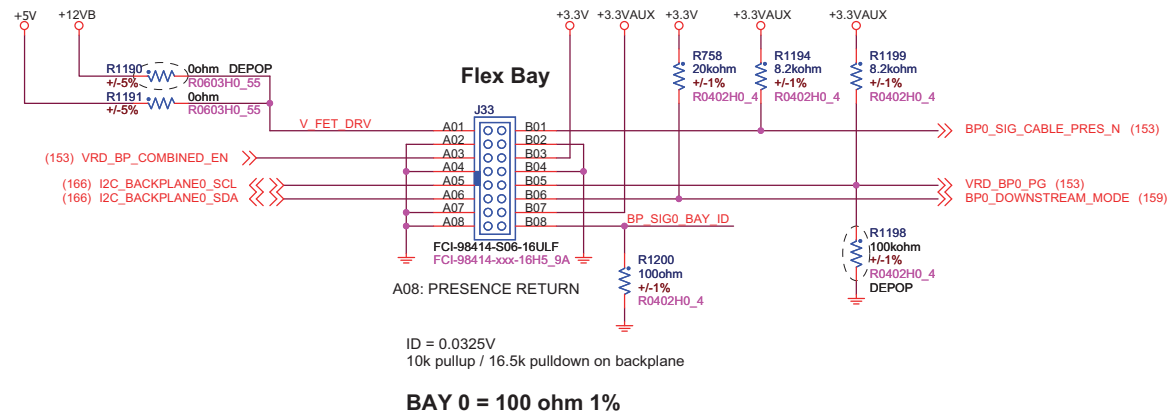 +5V +12VB +3.3V +3.3VAUX +3.3V +3.3VAUX +3.3VAUX
R1190 0ohm DEPOP
+/-5% R0603H0_55
R1191 0ohm
+/-5% R0603H0_55
Flex Bay
R758
20kohm
+/-1%
R0402H0_4
R1194
8.2kohm
+/-1%
R0402H0_4
R1199
8.2kohm
+/-1%
R0402H0_4
J33
V_FET_DRV A01 B01 BP0_SIG_CABLE_PRES_N (153)
A02 B02
(153) VRD_BP_COMBINED_EN A03 B03
A04 B04
(166) I2C_BACKPLANE0_SCL A05 B05 VRD_BP0_PG (153)
(166) I2C_BACKPLANE0_SDA A06 B06 BP0_DOWNSTREAM_MODE (159)
A07 B07
A08 B08 BP_SIG0_BAY_ID
FCI-98414-S06-16ULF
FCI-98414-xxx-16H5_9A
A08: PRESENCE RETURN
R1200
100ohm
+/-1%
R0402H0_4
R1198
100kohm
+/-1%
R0402H0_4
DEPOP
ID = 0.0325V
10k pullup / 16.5k pulldown on backplane
BAY 0 = 100 ohm 1%